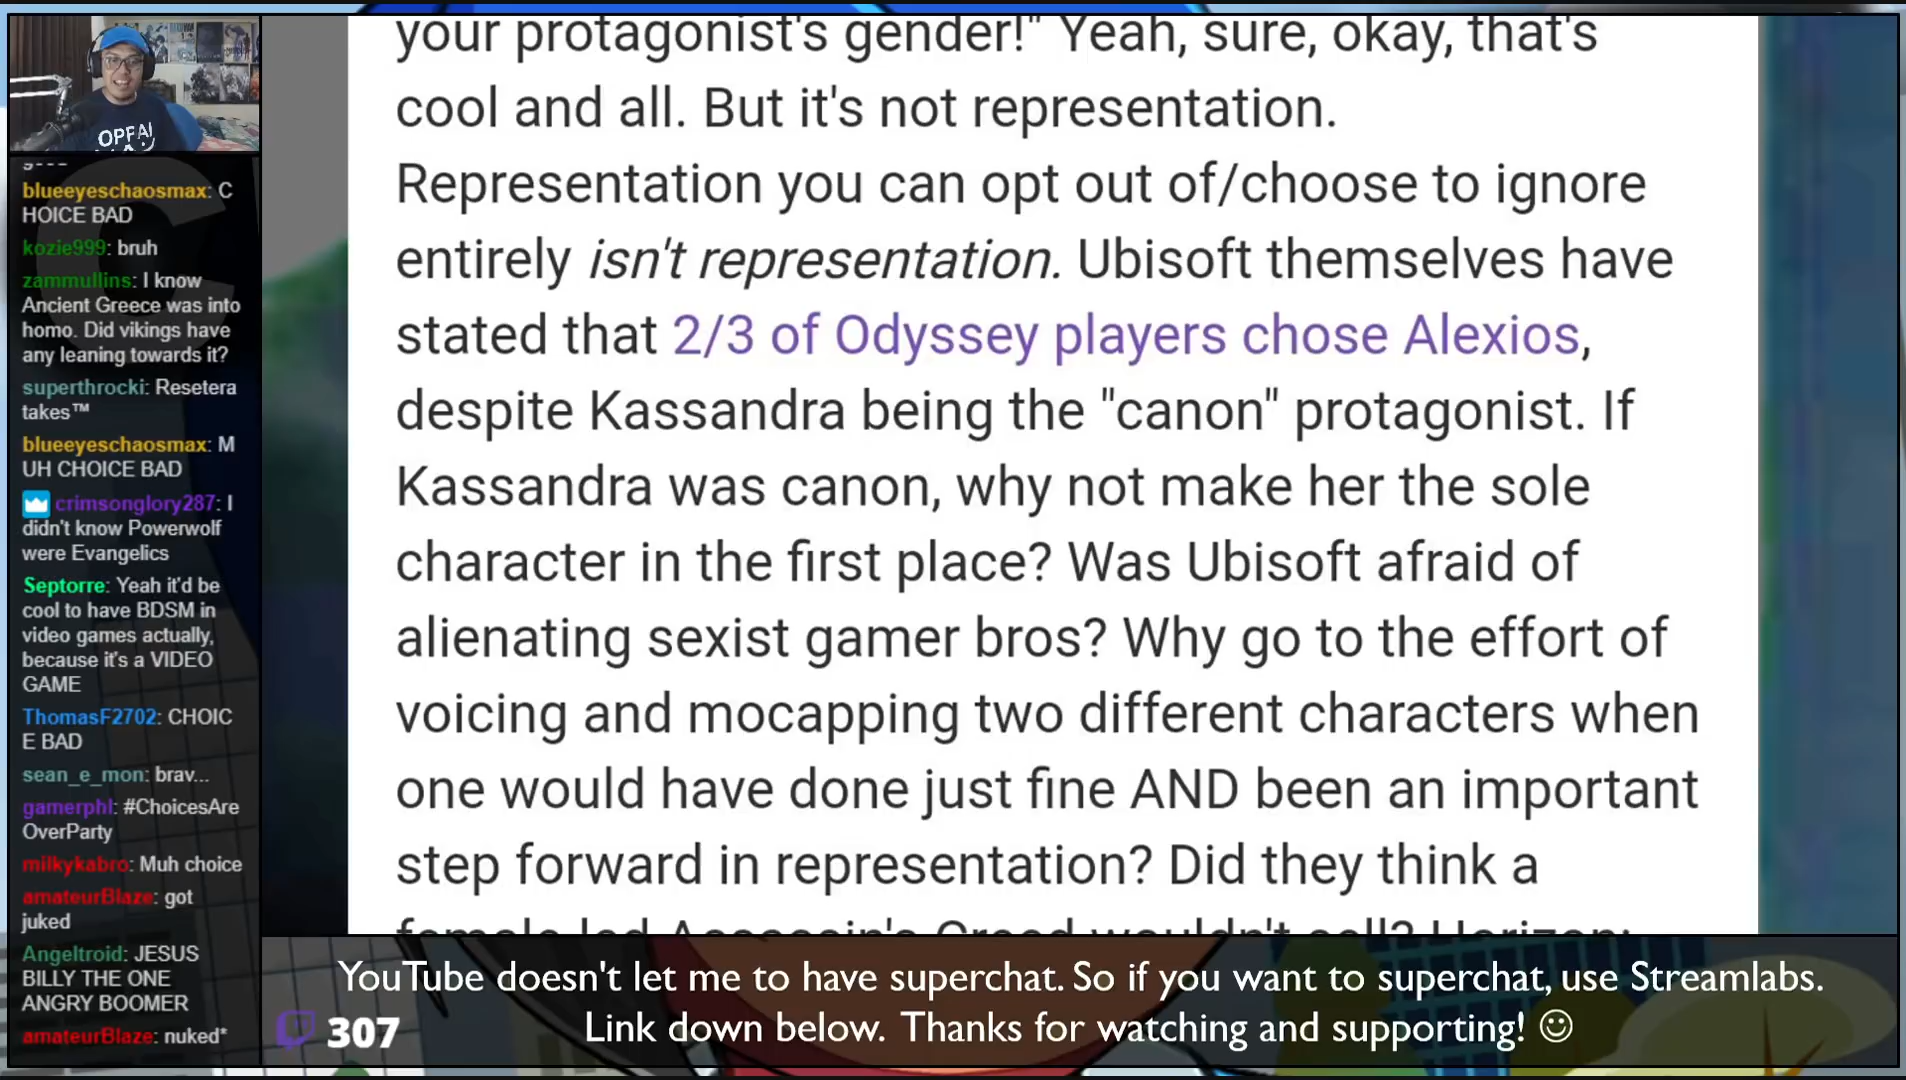 your protagonist's gender!" Yeah, sure, okay, that's
cool and all. But it's not representation.
Representation you can opt out of/choose to ignore
entirely isn't representation. Ubisoft themselves have
stated that 2/3 of Odyssey players chose Alexios,
despite Kassandra being the "canon" protagonist. If
Kassandra was canon, why not make her the sole
character in the first place? Was Ubisoft afraid of
alienating sexist gamer bros? Why go to the effort of
voicing and mocapping two different characters when
one would have done just fine AND been an important
step forward in representation? Did they think a
female-led Assassin's Creed wouldn't sell? Horizon:
OPPAI
blueeyeschaosmax: C
HOICE BAD
kozie999: bruh
zammullins: I know
Ancient Greece was into
homo. Did vikings have
any leaning towards it?
superthrocki: Resetera
takes™
blueeyeschaosmax: M
UH CHOICE BAD
crimsonglory287: I
didn't know Powerwolf
were Evangelics
Septorre: Yeah it'd be
cool to have BDSM in
video games actually,
because it's a VIDEO
GAME
ThomasF2702: CHOIC
E BAD
sean_e_mon: brav...
gamerphl: #ChoicesAre
OverParty
milkykabro: Muh choice
amateurBlaze: got
juked
Angeltroid: JESUS
BILLY THE ONE
ANGRY BOOMER
amateurBlaze: nuked*
YouTube doesn't let me to have superchat. So if you want to superchat, use Streamlabs.
Link down below. Thanks for watching and supporting! ☺
307